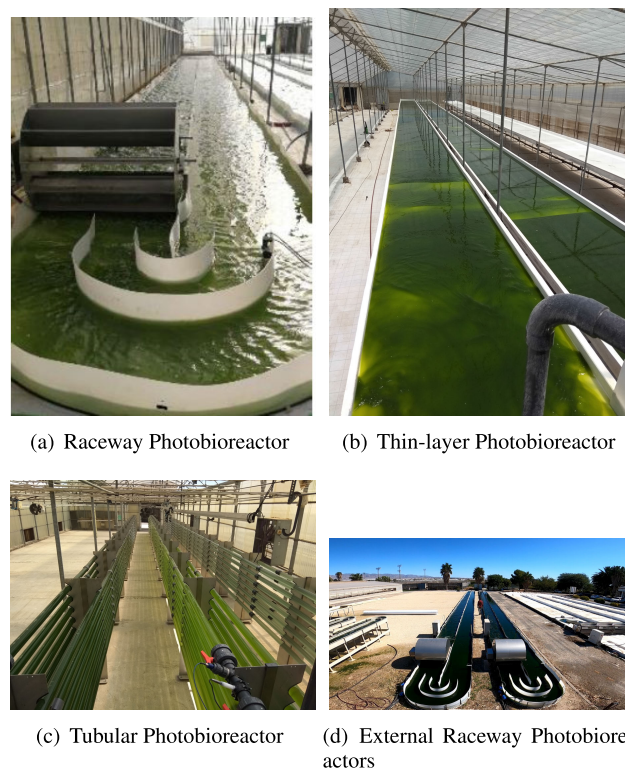 (a) Raceway Photobioreactor
(b) Thin-layer Photobioreactor
(c) Tubular Photobioreactor
(d) External Raceway Photobiore
actors